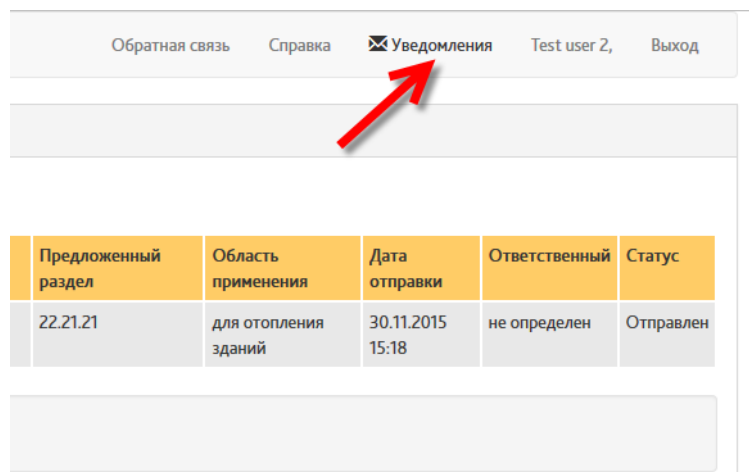 Обратная связь Справка Уведомления Test user 2, Выход
Предложенный раздел Область применения Дата отправки Ответственный Статус
22.21.21 для отопления зданий 30.11.2015 15:18 не определен Отправлен